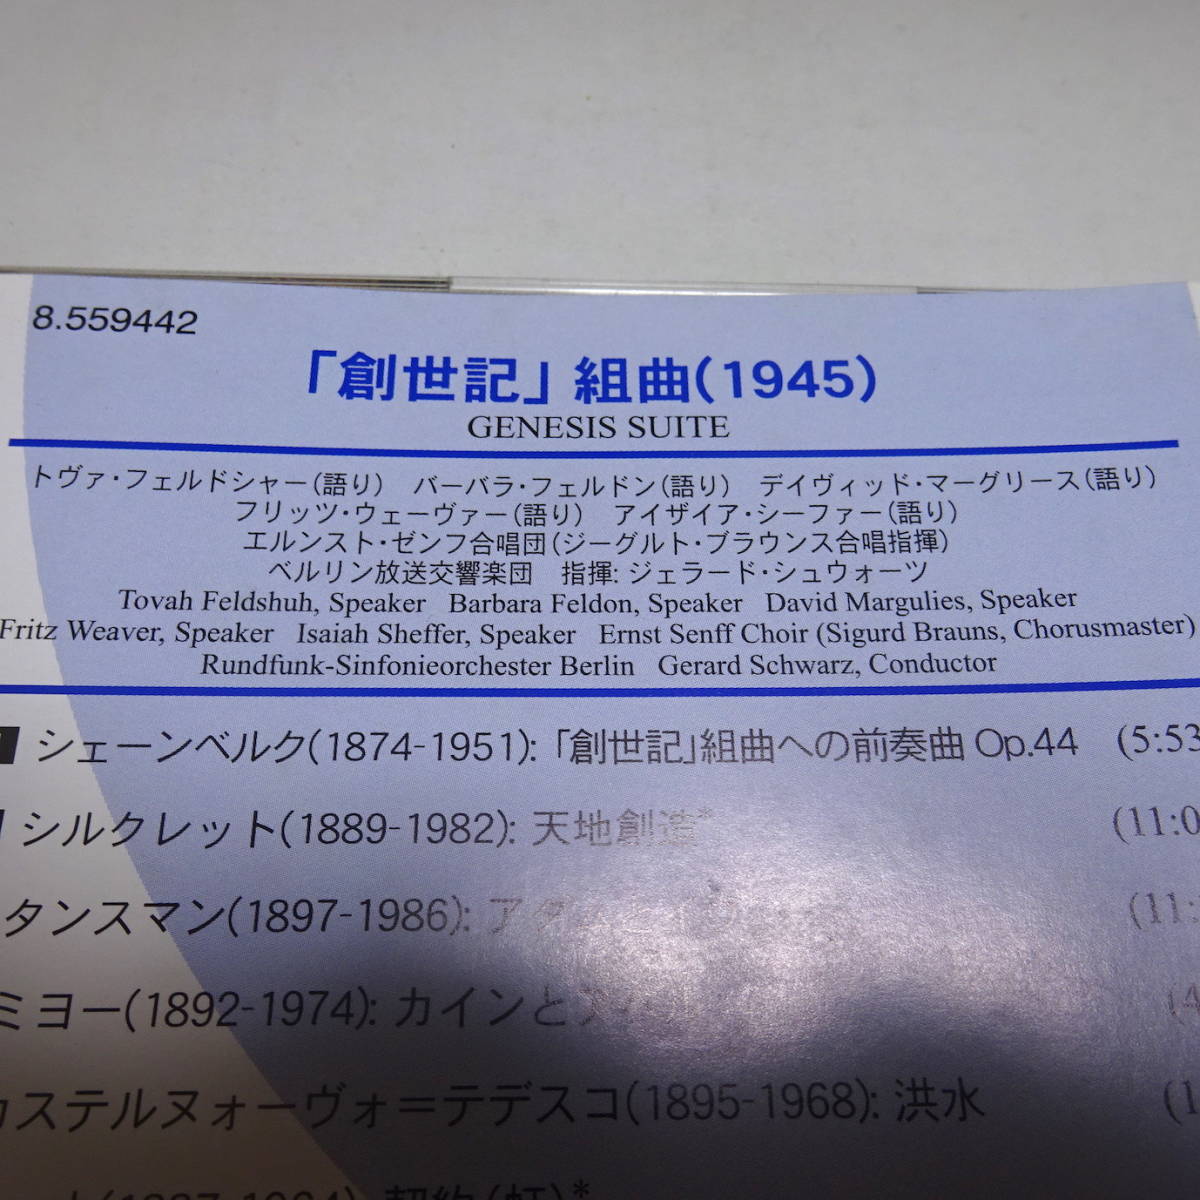 8.559442
「創世記」組曲(1945)
GENESIS SUITE
トヴァ・フェルドシャー(語り) バーバラ・フェルドン(語り) デイヴィッド・マーグリース(語り)
フリッツ・ウェーヴァー(語り) アイザイア・シーファー(語り)
エルンスト・ゼンフ合唱団(ジーグルト・ブラウンス合唱指揮)
ベルリン放送交響楽団 指揮: ジェラード・シュウォーツ
Tovah Feldshuh, Speaker Barbara Feldon, Speaker David Margulies, Speaker
Fritz Weaver, Speaker Isaiah Sheffer, Speaker Ernst Senff Choir (Sigurd Brauns, Chorusmaster)
Rundfunk-Sinfonieorchester Berlin Gerard Schwarz, Conductor
シェーンベルク(1874-1951): 「創世記」組曲への前奏曲 Op.44 (5:53
シルクレット(1889-1982): 天地創造* (11:0
タンスマン(1897-1986): (11:
ミヨー(1892-1974): カインと (4
カステルヌォーヴォ=テデスコ(1895-1968): 洪水 (1
契約(虹)*